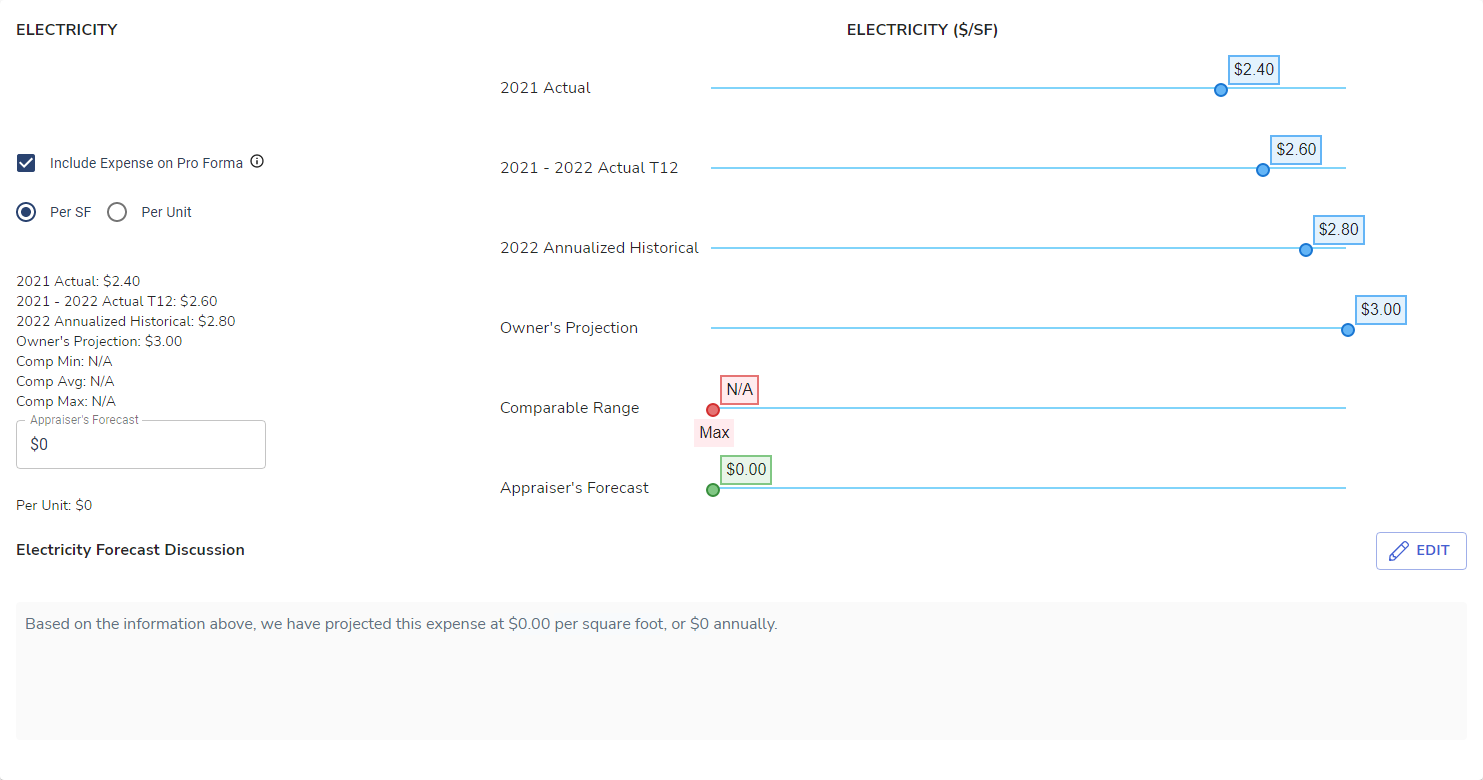 ELECTRICITY
Include Expense on Pro Forma
Per SF
Per Unit
2021 Actual: $2.40
2021 - 2022 Actual T12: $2.60
2022 Annualized Historical: $2.80
Owner's Projection: $3.00
Comp Min: N/A
Comp Avg: N/A
Comp Max: N/A
Appraiser's Forecast
$0
Per Unit: $0
ELECTRICITY ($/SF)
2021 Actual
$2.40
2021 - 2022 Actual T12
$2.60
2022 Annualized Historical
$2.80
Owner's Projection
$3.00
Comparable Range
N/A
Max
Appraiser's Forecast
$0.00
Electricity Forecast Discussion
EDIT
Based on the information above, we have projected this expense at $0.00 per square foot, or $0 annually.